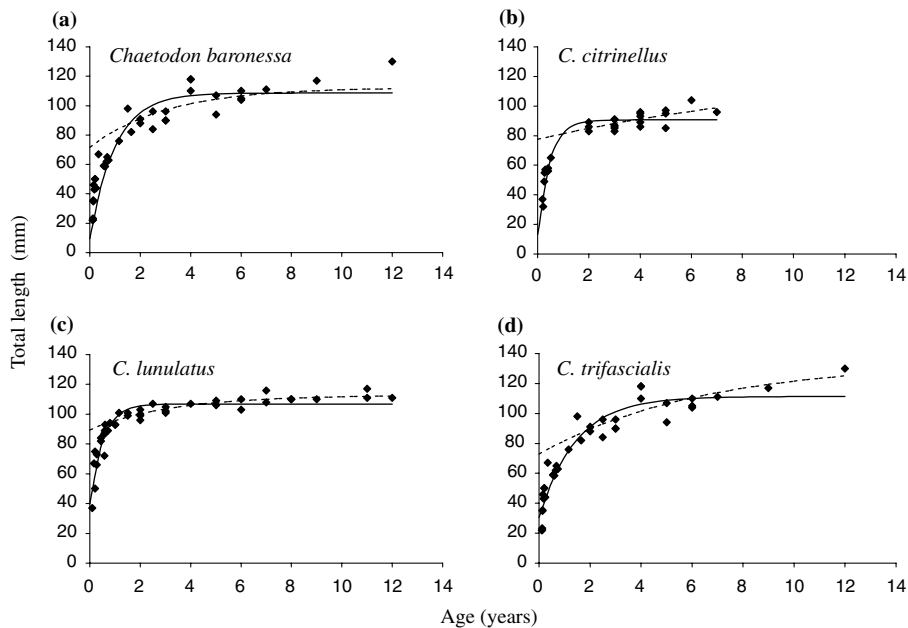 (a)
Chaetodon baronessa
140
120
100
80
60
40
20
0
0 2 4 6 8 10 12 14
(b)
C. citrinellus
140
120
100
80
60
40
20
0
0 2 4 6 8 10 12 14
(c)
C. lunulatus
140
120
100
80
60
40
20
0
0 2 4 6 8 10 12 14
(d)
C. trifascialis
140
120
100
80
60
40
20
0
0 2 4 6 8 10 12 14
Total length (mm)
Age (years)